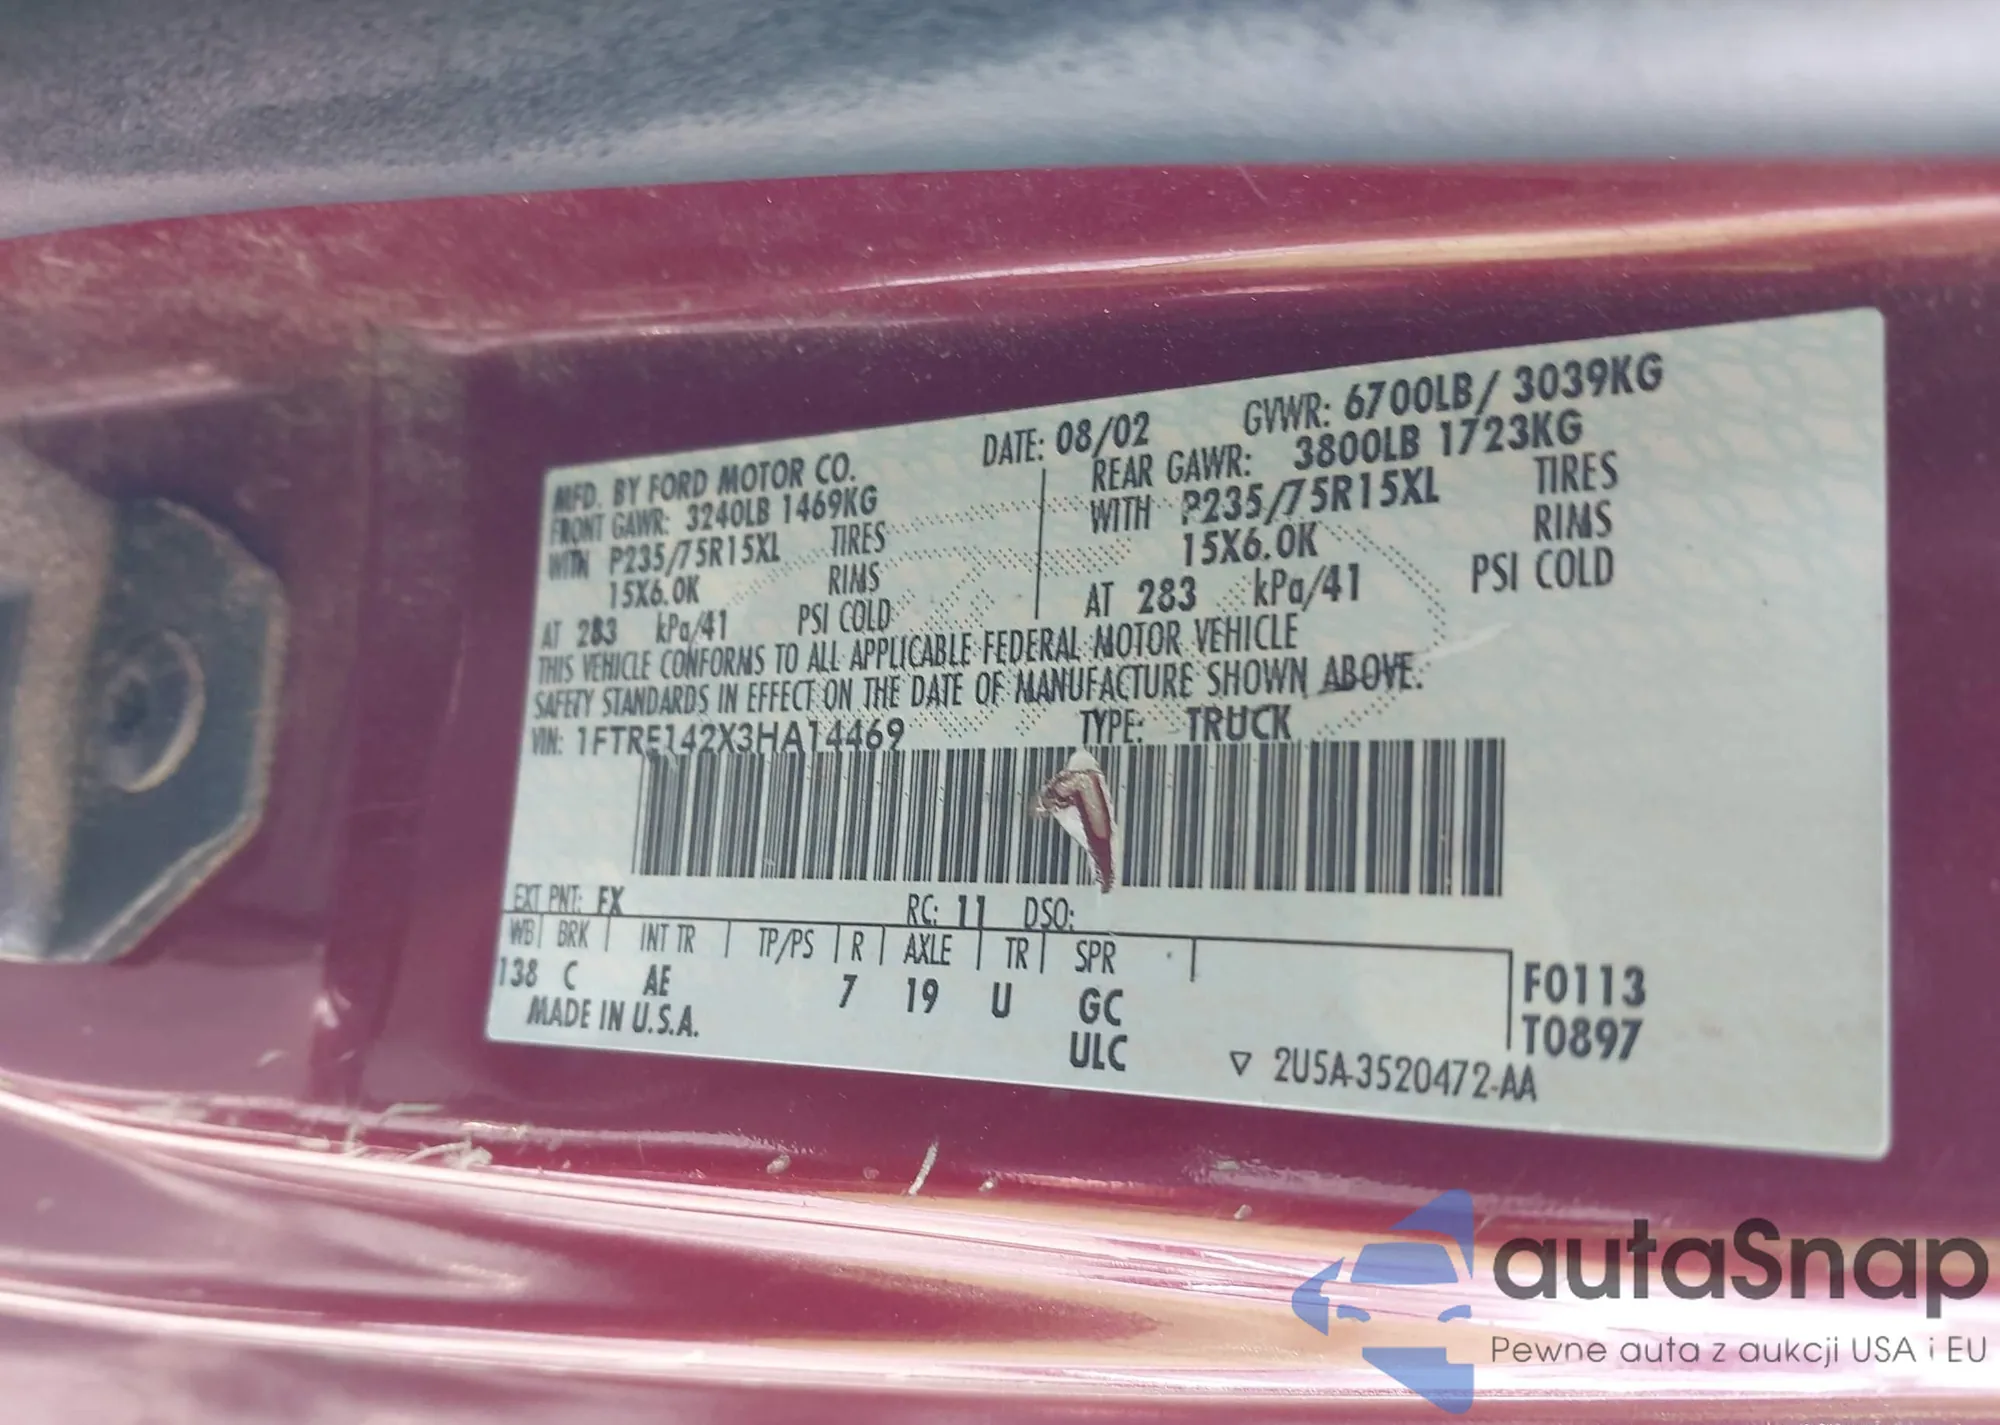 MFD. BY FORD MOTOR CO. DATE: 08/02 GVWR: 6700LB/ 3039KG
FRONT GAWR: 3240LB 1469KG REAR GAWR: 3800LB 1723KG
WITH P235/75R15XL TIRES WITH P235/75R15XL TIRES
15X6.0K RIMS 15X6.0K RIMS
AT 283 kPa/41 PSI COLD AT 283 kPa/41 PSI COLD
THIS VEHICLE CONFORMS TO ALL APPLICABLE FEDERAL MOTOR VEHICLE
SAFETY STANDARDS IN EFFECT ON THE DATE OF MANUFACTURE SHOWN ABOVE.
VIN: 1FTRE142X3HA14469 TYPE: TRUCK
EXT PNT: FX RC: 11 DSO:
WB BRK INT TR TP/PS R AXLE TR SPR
138 C AE 7 19 U GC F0113
MADE IN U.S.A. ULC T0897
2U5A-3520472-AA
autaSnap
Pewne auta z aukcji USA i EU